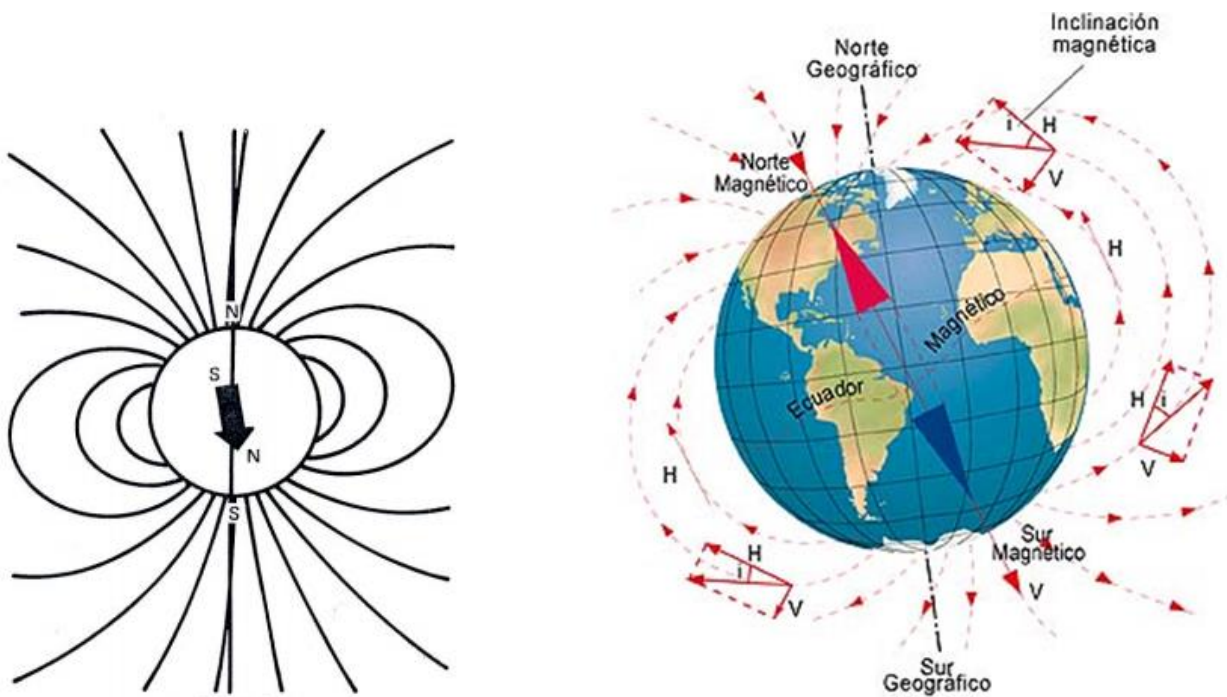 N
S
N
S
Inclinación
magnética
Norte
Geográfico
i
H
V
V
Norte
Magnético
H
Magnético
Ecuador
H
i
V
H
H
i
V
Sur
Magnético
V
Sur
Geográfico